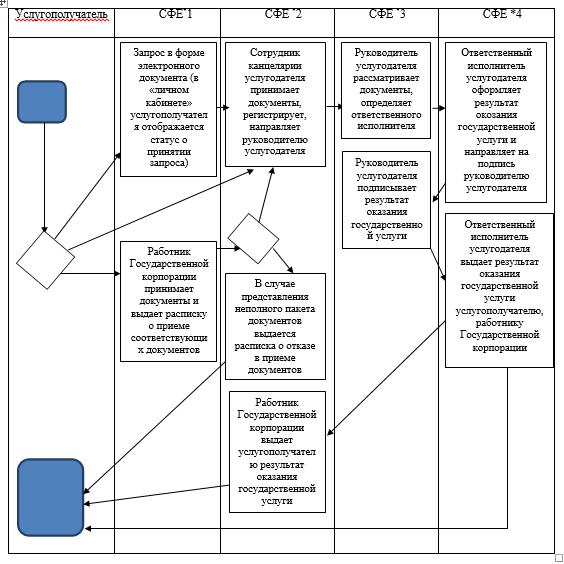 Услугополучатель
СФЕ*1
СФЕ *2
СФЕ *3
СФЕ *4
Запрос в форме
электронного
документа (в
«личном
кабинете»
услугополучател
я отображается
статус о
принятии
запроса)
Сотрудник
канцелярии
услугодателя
принимает
документы,
регистрирует,
направляет
руководителю
услугодателя
Руководитель
услугодателя
рассматривает
документы,
определяет
ответственного
исполнителя
Ответственный
исполнитель
услугодателя
оформляет
результат
оказания
государственной
услуги и
направляет на
подпись
руководителю
услугодателя
Руководитель
услугодателя
подписывает
результат
оказания
государственно
й услуги
Ответственный
исполнитель
услугодателя
выдает результат
оказания
государственной
услуги
услугополучателю,
работнику
Государственной
корпорации
Работник
Государственной
корпорации
принимает
документы и
выдает расписку
о приеме
соответствующи
х документов
В случае
представления
неполного пакета
документов
выдается
расписка о отказе
в приеме
документов
Работник
Государственной
корпорации
выдает
услугополучател
ю результат
оказания
государственной
услуги